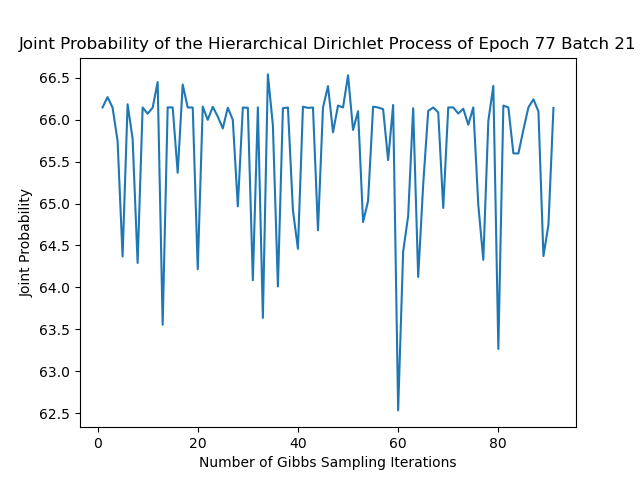 Joint Probability of the Hierarchical Dirichlet Process of Epoch 77 Batch 21
66.5
66.0
65.5
65.0
64.5
64.0
63.5
63.0
62.5
Joint Probability
0 20 40 60 80
Number of Gibbs Sampling Iterations